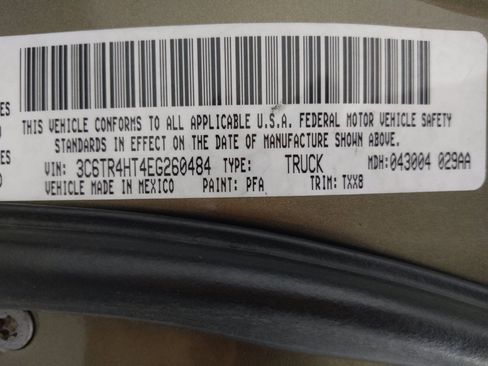 THIS VEHICLE CONFORMS TO ALL APPLICABLE U.S.A. FEDERAL MOTOR VEHICLE SAFETY
STANDARDS IN EFFECT ON THE DATE OF MANUFACTURE SHOWN ABOVE.
VIN: 3C6TR4HT4EG260484 TYPE: TRUCK MDH: 043004 029AA
VEHICLE MADE IN MEXICO PAINT: PFA TRIM: TXX8